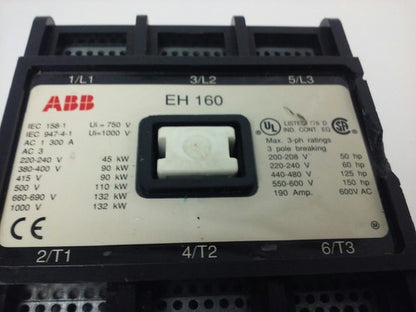 1/L1 3/L2 5/L3
ABB EH 160
IEC 158-1 Ui= 750 V
IEC 947-4-1 Ui=1000 V
AC 1 300 A
AC 3
220-240 V 45 kW
380-400 V 90 kW
415 V 90 kW
500 V 110 kW
660-690 V 132 kW
1000 V 132 kW
CE
UL LISTED D
IND. CONT. EQ. SA
Max. 3-ph ratings
3 pole breaking
200-208 V 50 hp
220-240 V 60 hp
440-480 V 125 hp
550-600 V 150 hp
190 Amp. 600V AC
M
2/T1 4/T2 6/T3